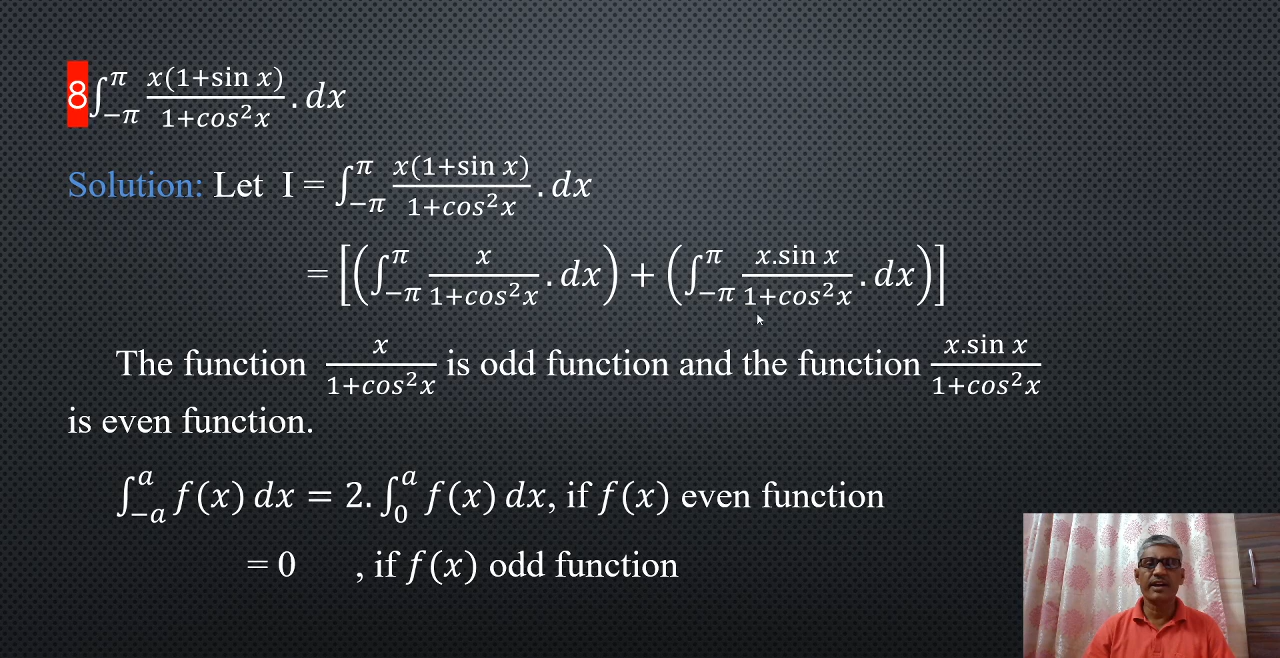 8∫_{-π}^{π} x(1+sin x)/1+cos²x . dx
Solution: Let I = ∫_{-π}^{π} x(1+sin x)/1+cos²x . dx
= [(∫_{-π}^{π} x/1+cos²x . dx) + (∫_{-π}^{π} x.sin x/1+cos²x . dx)]
The function x/1+cos²x is odd function and the function x.sin x/1+cos²x
is even function.
∫_{-a}^{a} f(x) dx = 2. ∫_{0}^{a} f(x) dx, if f(x) even function
= 0 , if f(x) odd function